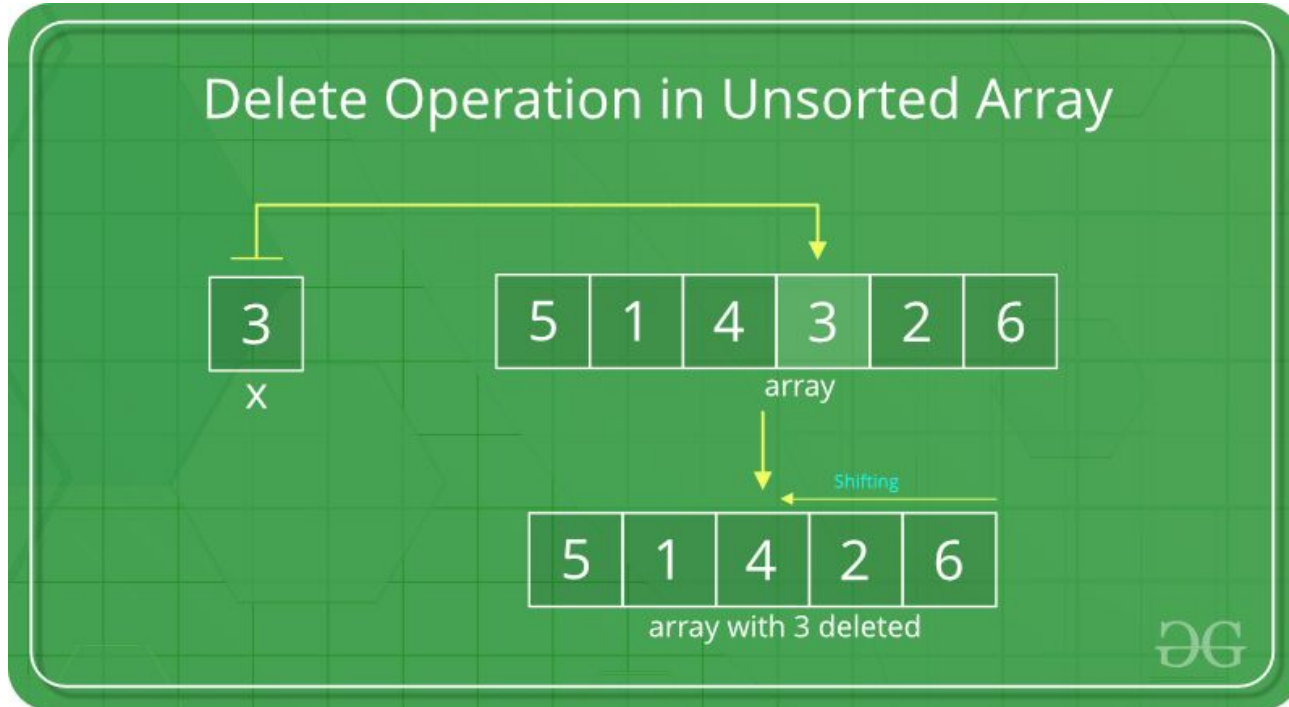 Delete Operation in Unsorted Array
3
x
5 1 4 3 2 6
array
Shifting
5 1 4 2 6
array with 3 deleted